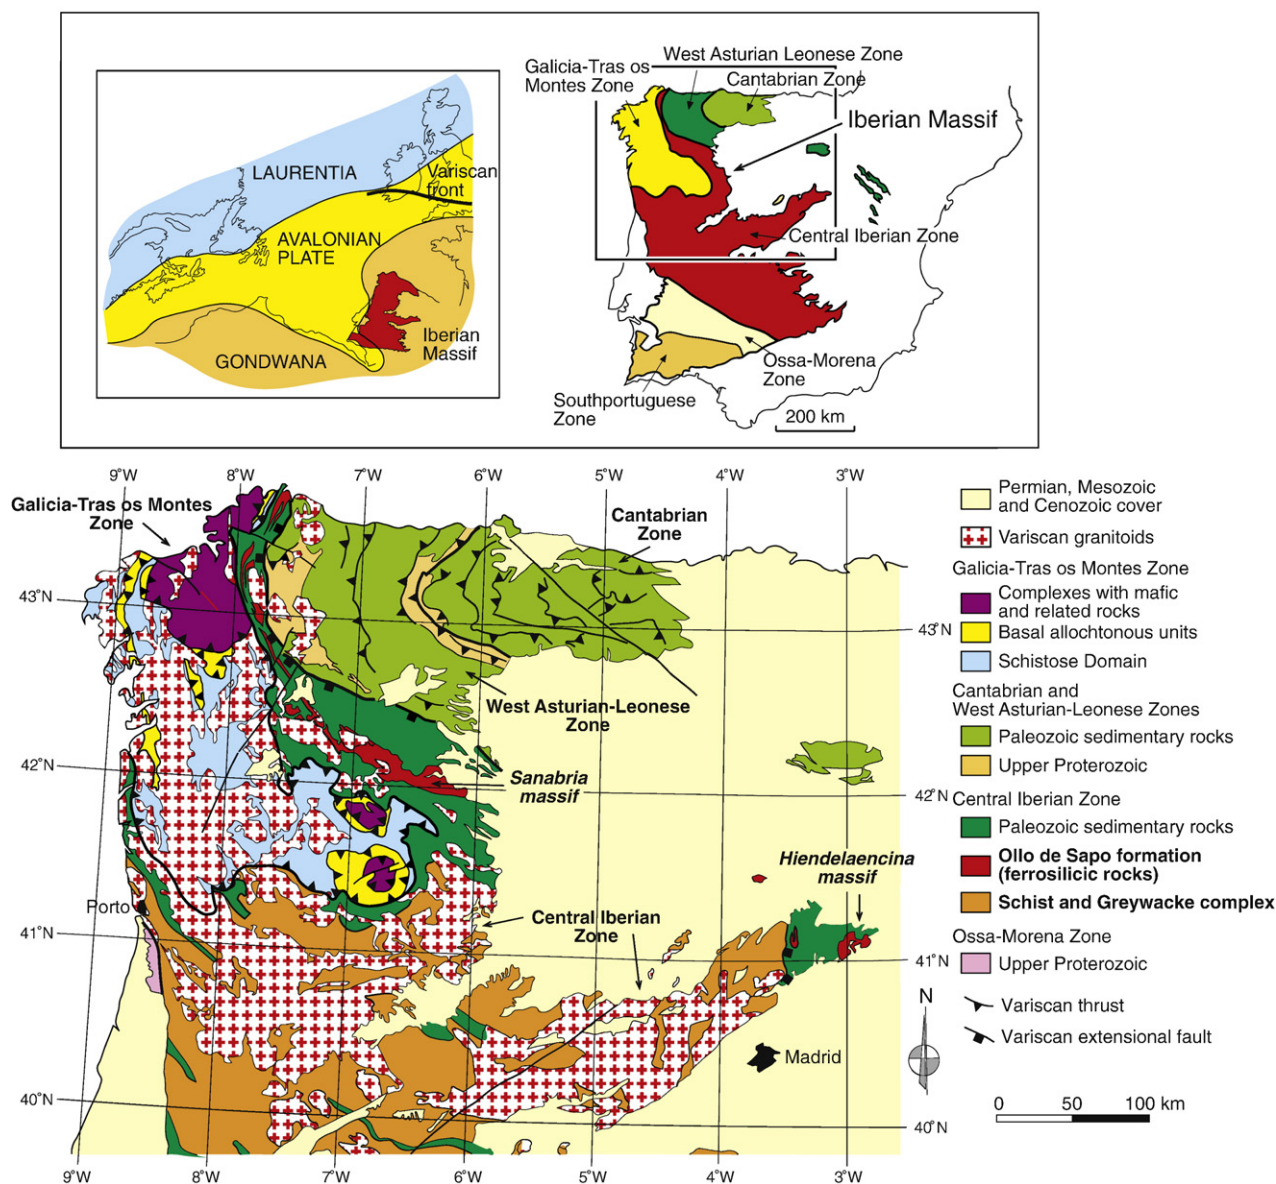 LAURENTIA
Variscan
front
AVALONIAN
PLATE
Iberian
Massif
GONDWANA
West Asturian Leonese Zone
Galicia-Tras os
Montes Zone
Cantabrian Zone
Iberian Massif
Central Iberian Zone
Ossa-Morena
Zone
Southportuguese
Zone
200 km
9°W 8°W 7°W 6°W 5°W 4°W 3°W
Galicia-Tras os Montes
Zone
Cantabrian
Zone
43°N
43°N
West Asturian-Leonese
Zone
42°N
Sanabria
massif
42°N
Hiendelaencina
massif
Porto
Central Iberian
Zone
41°N
41°N
Madrid
40°N
40°N
9°W 8°W 7°W 6°W 5°W 4°W 3°W
Permian, Mesozoic
and Cenozoic cover
Variscan granitoids
Galicia-Tras os Montes Zone
Complexes with mafic
and related rocks
Basal allochtonous units
Schistose Domain
Cantabrian and
West Asturian-Leonese Zones
Paleozoic sedimentary rocks
Upper Proterozoic
Central Iberian Zone
Paleozoic sedimentary rocks
Ollo de Sapo formation
(ferrosilicic rocks)
Schist and Greywacke complex
Ossa-Morena Zone
Upper Proterozoic
N
Variscan thrust
Variscan extensional fault
0 50 100 km